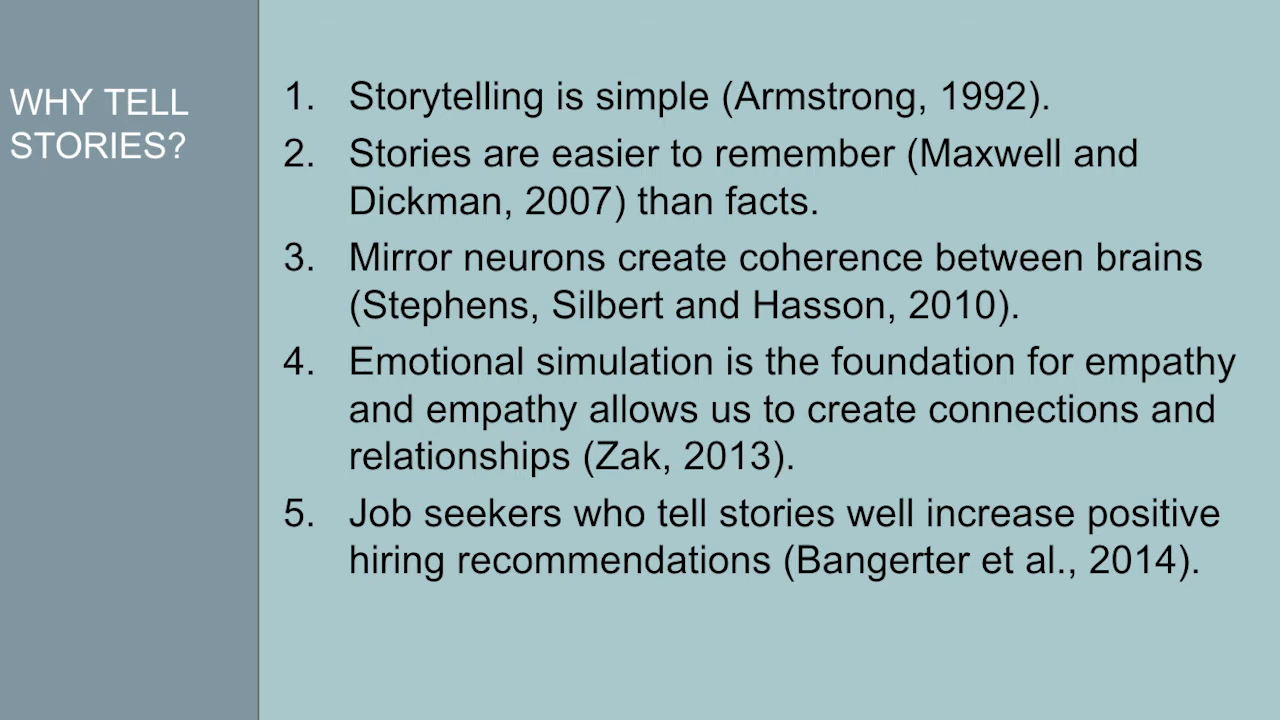 WHY TELL
STORIES?
1. Storytelling is simple (Armstrong, 1992).
2. Stories are easier to remember (Maxwell and
Dickman, 2007) than facts.
3. Mirror neurons create coherence between brains
(Stephens, Silbert and Hasson, 2010).
4. Emotional simulation is the foundation for empathy
and empathy allows us to create connections and
relationships (Zak, 2013).
5. Job seekers who tell stories well increase positive
hiring recommendations (Bangerter et al., 2014).